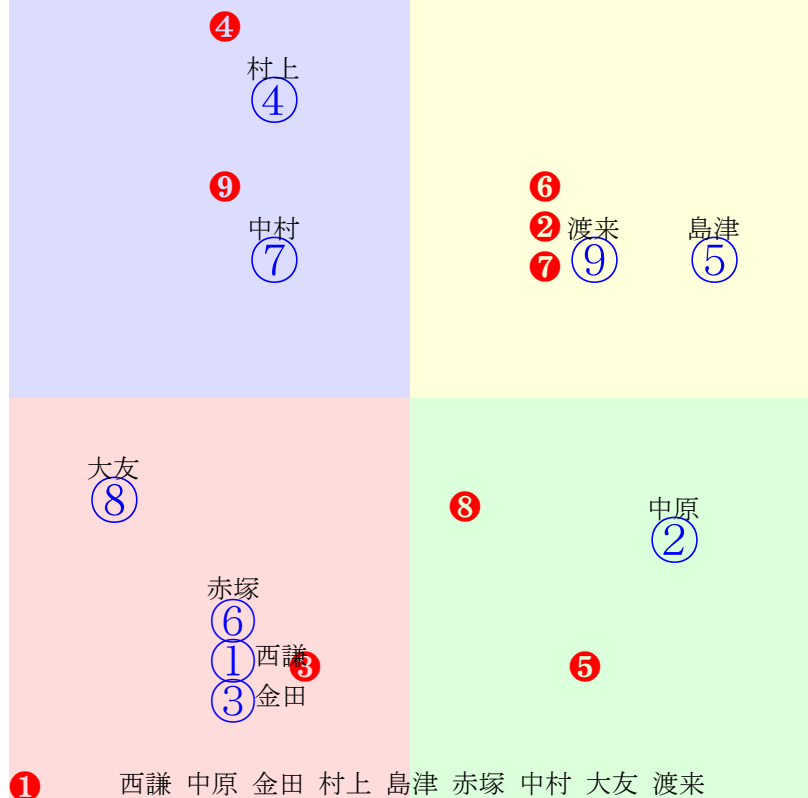 ❹
村上
④
❾
❻
中村
⑦
❷ 渡来
島津
❼
⑨
⑤
大友
⑧
❽
中原
②
赤塚
⑥
① 西謙
❸
❺
③ 金田
❶
西謙 中原 金田 村上 島津 赤塚 中村 大友 渡来